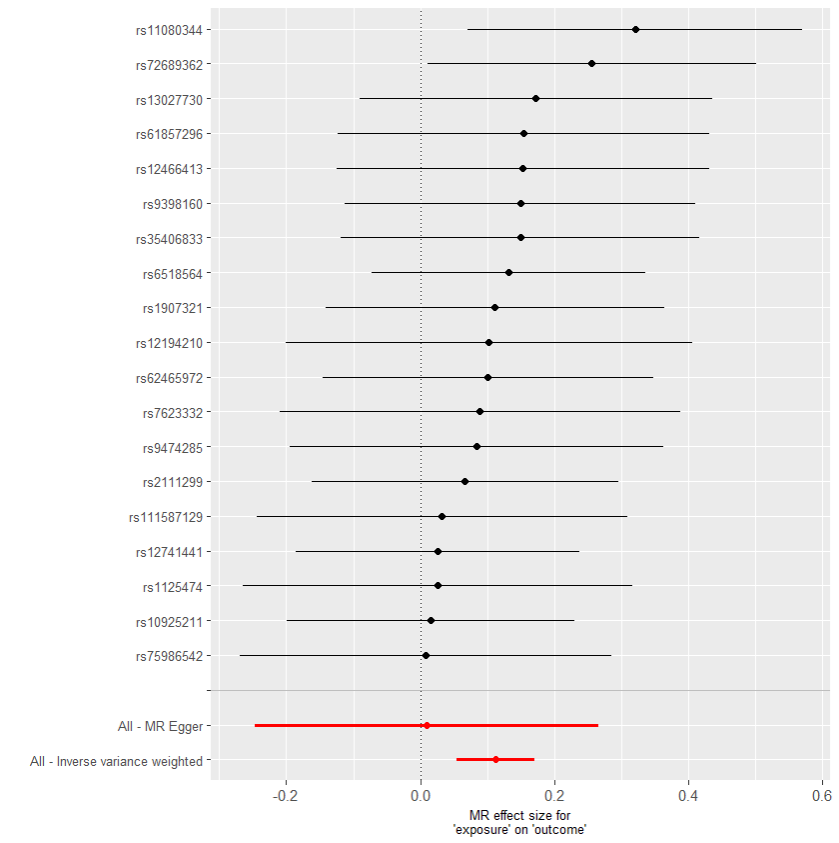 rs11080344
rs72689362
rs13027730
rs61857296
rs12466413
rs9398160
rs35406833
rs6518564
rs1907321
rs12194210
rs62465972
rs7623332
rs9474285
rs2111299
rs111587129
rs12741441
rs1125474
rs10925211
rs75986542
All - MR Egger
All - Inverse variance weighted
-0.2 0.0 0.2 0.4 0.6
MR effect size for
'exposure' on 'outcome'